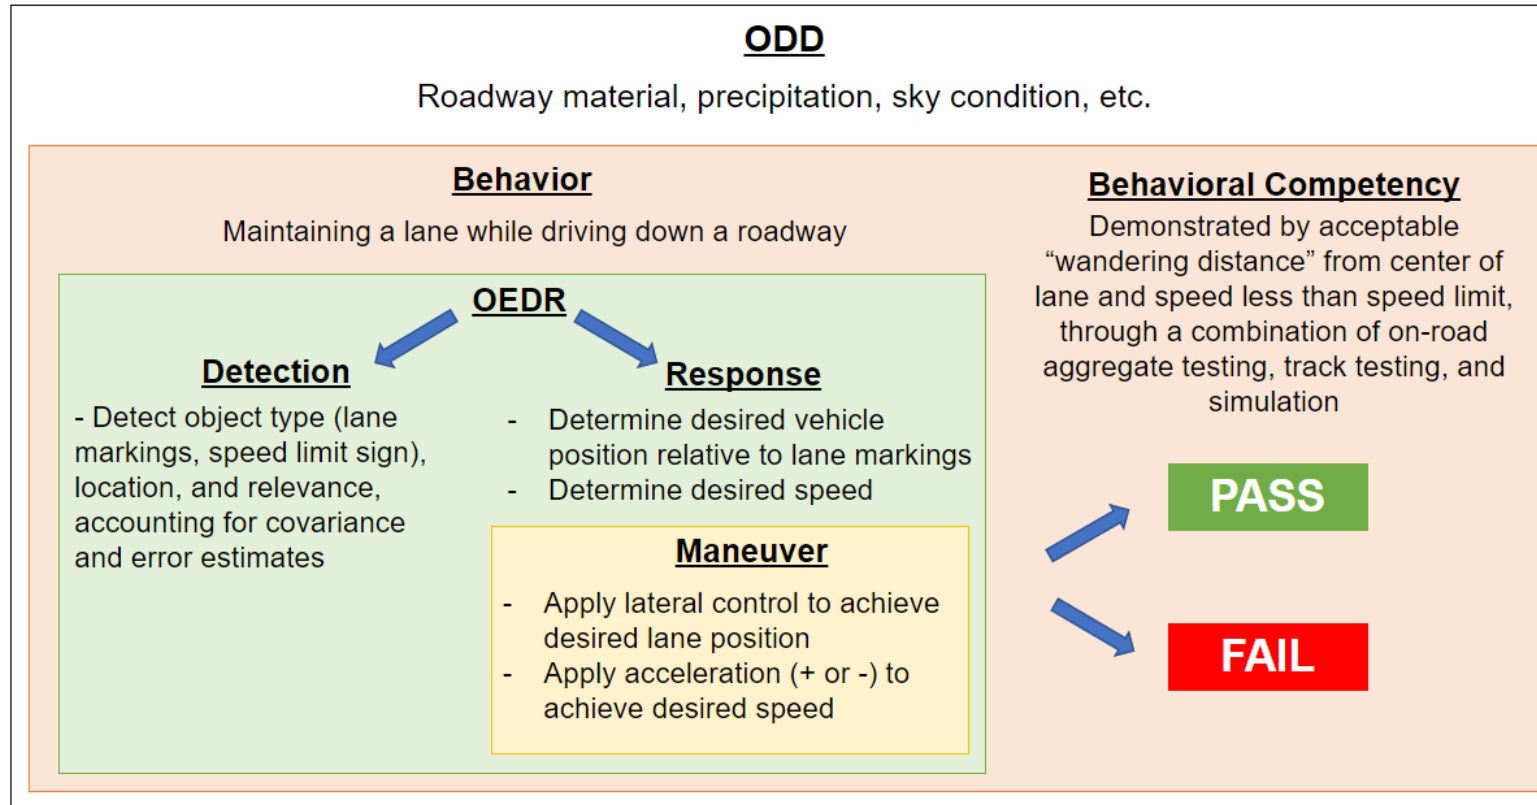 ODD
Roadway material, precipitation, sky condition, etc.
Behavior
Maintaining a lane while driving down a roadway
OEDR
Detection
- Detect object type (lane
markings, speed limit sign),
location, and relevance,
accounting for covariance
and error estimates
Response
- Determine desired vehicle
position relative to lane markings
- Determine desired speed
Maneuver
- Apply lateral control to achieve
desired lane position
- Apply acceleration (+ or -) to
achieve desired speed
Behavioral Competency
Demonstrated by acceptable
“wandering distance” from center of
lane and speed less than speed limit,
through a combination of on-road
aggregate testing, track testing, and
simulation
PASS
FAIL